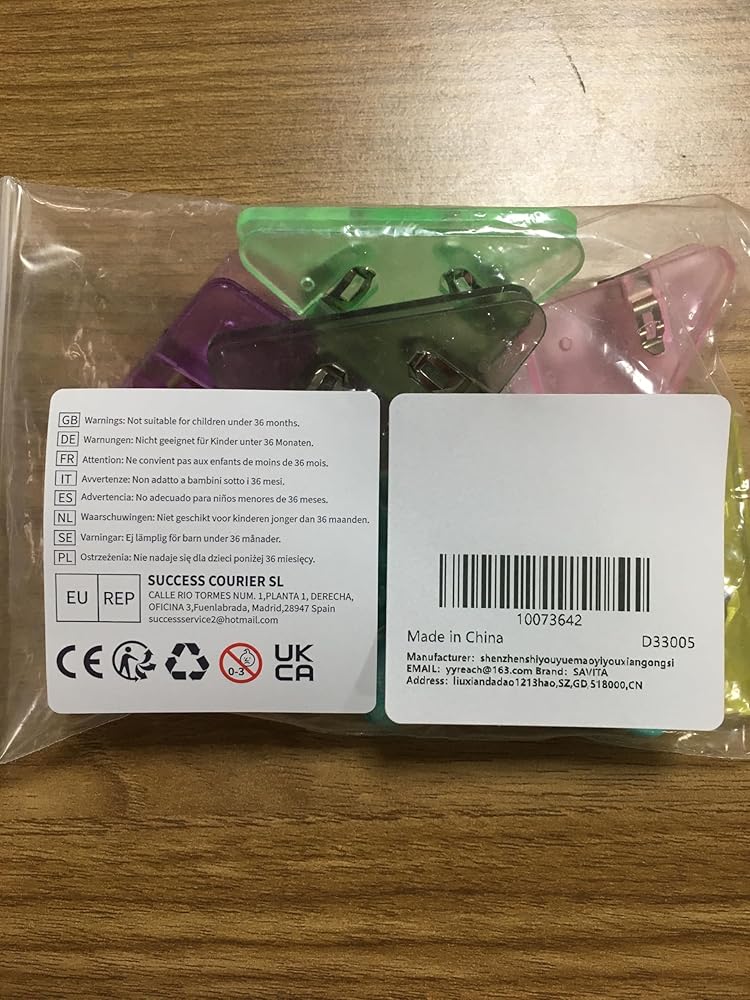 GB Warnings: Not suitable for children under 36 months.
DE Warnungen: Nicht geeignet für Kinder unter 36 Monaten.
FR Attention: Ne convient pas aux enfants de moins de 36 mois.
IT Avvertenze: Non adatto a bambini sotto i 36 mesi.
ES Advertencia: No adecuado para niños menores de 36 meses.
NL Waarschuwingen: Niet geschikt voor kinderen jonger dan 36 maanden.
SE Varningar: Ej lämplig för barn under 36 månader.
PL Ostrzeżenia: Nie nadaje się dla dzieci poniżej 36 miesięcy.
EU REP
SUCCESS COURIER SL
CALLE RIO TORMES NUM. 1,PLANTA 1, DERECHA,
OFICINA 3,Fuenlabrada, Madrid,28947 Spain
successservice2@hotmail.com
CE
0-3
UK
CA
10073642
Made in China
D33005
Manufacturer: shenzhenshiyouyuemaoyiyouxiangongsi
EMAIL: yyreach@163.com Brand: SAVITA
Address: liuxiandadao1213hao,SZ,GD,518000,CN